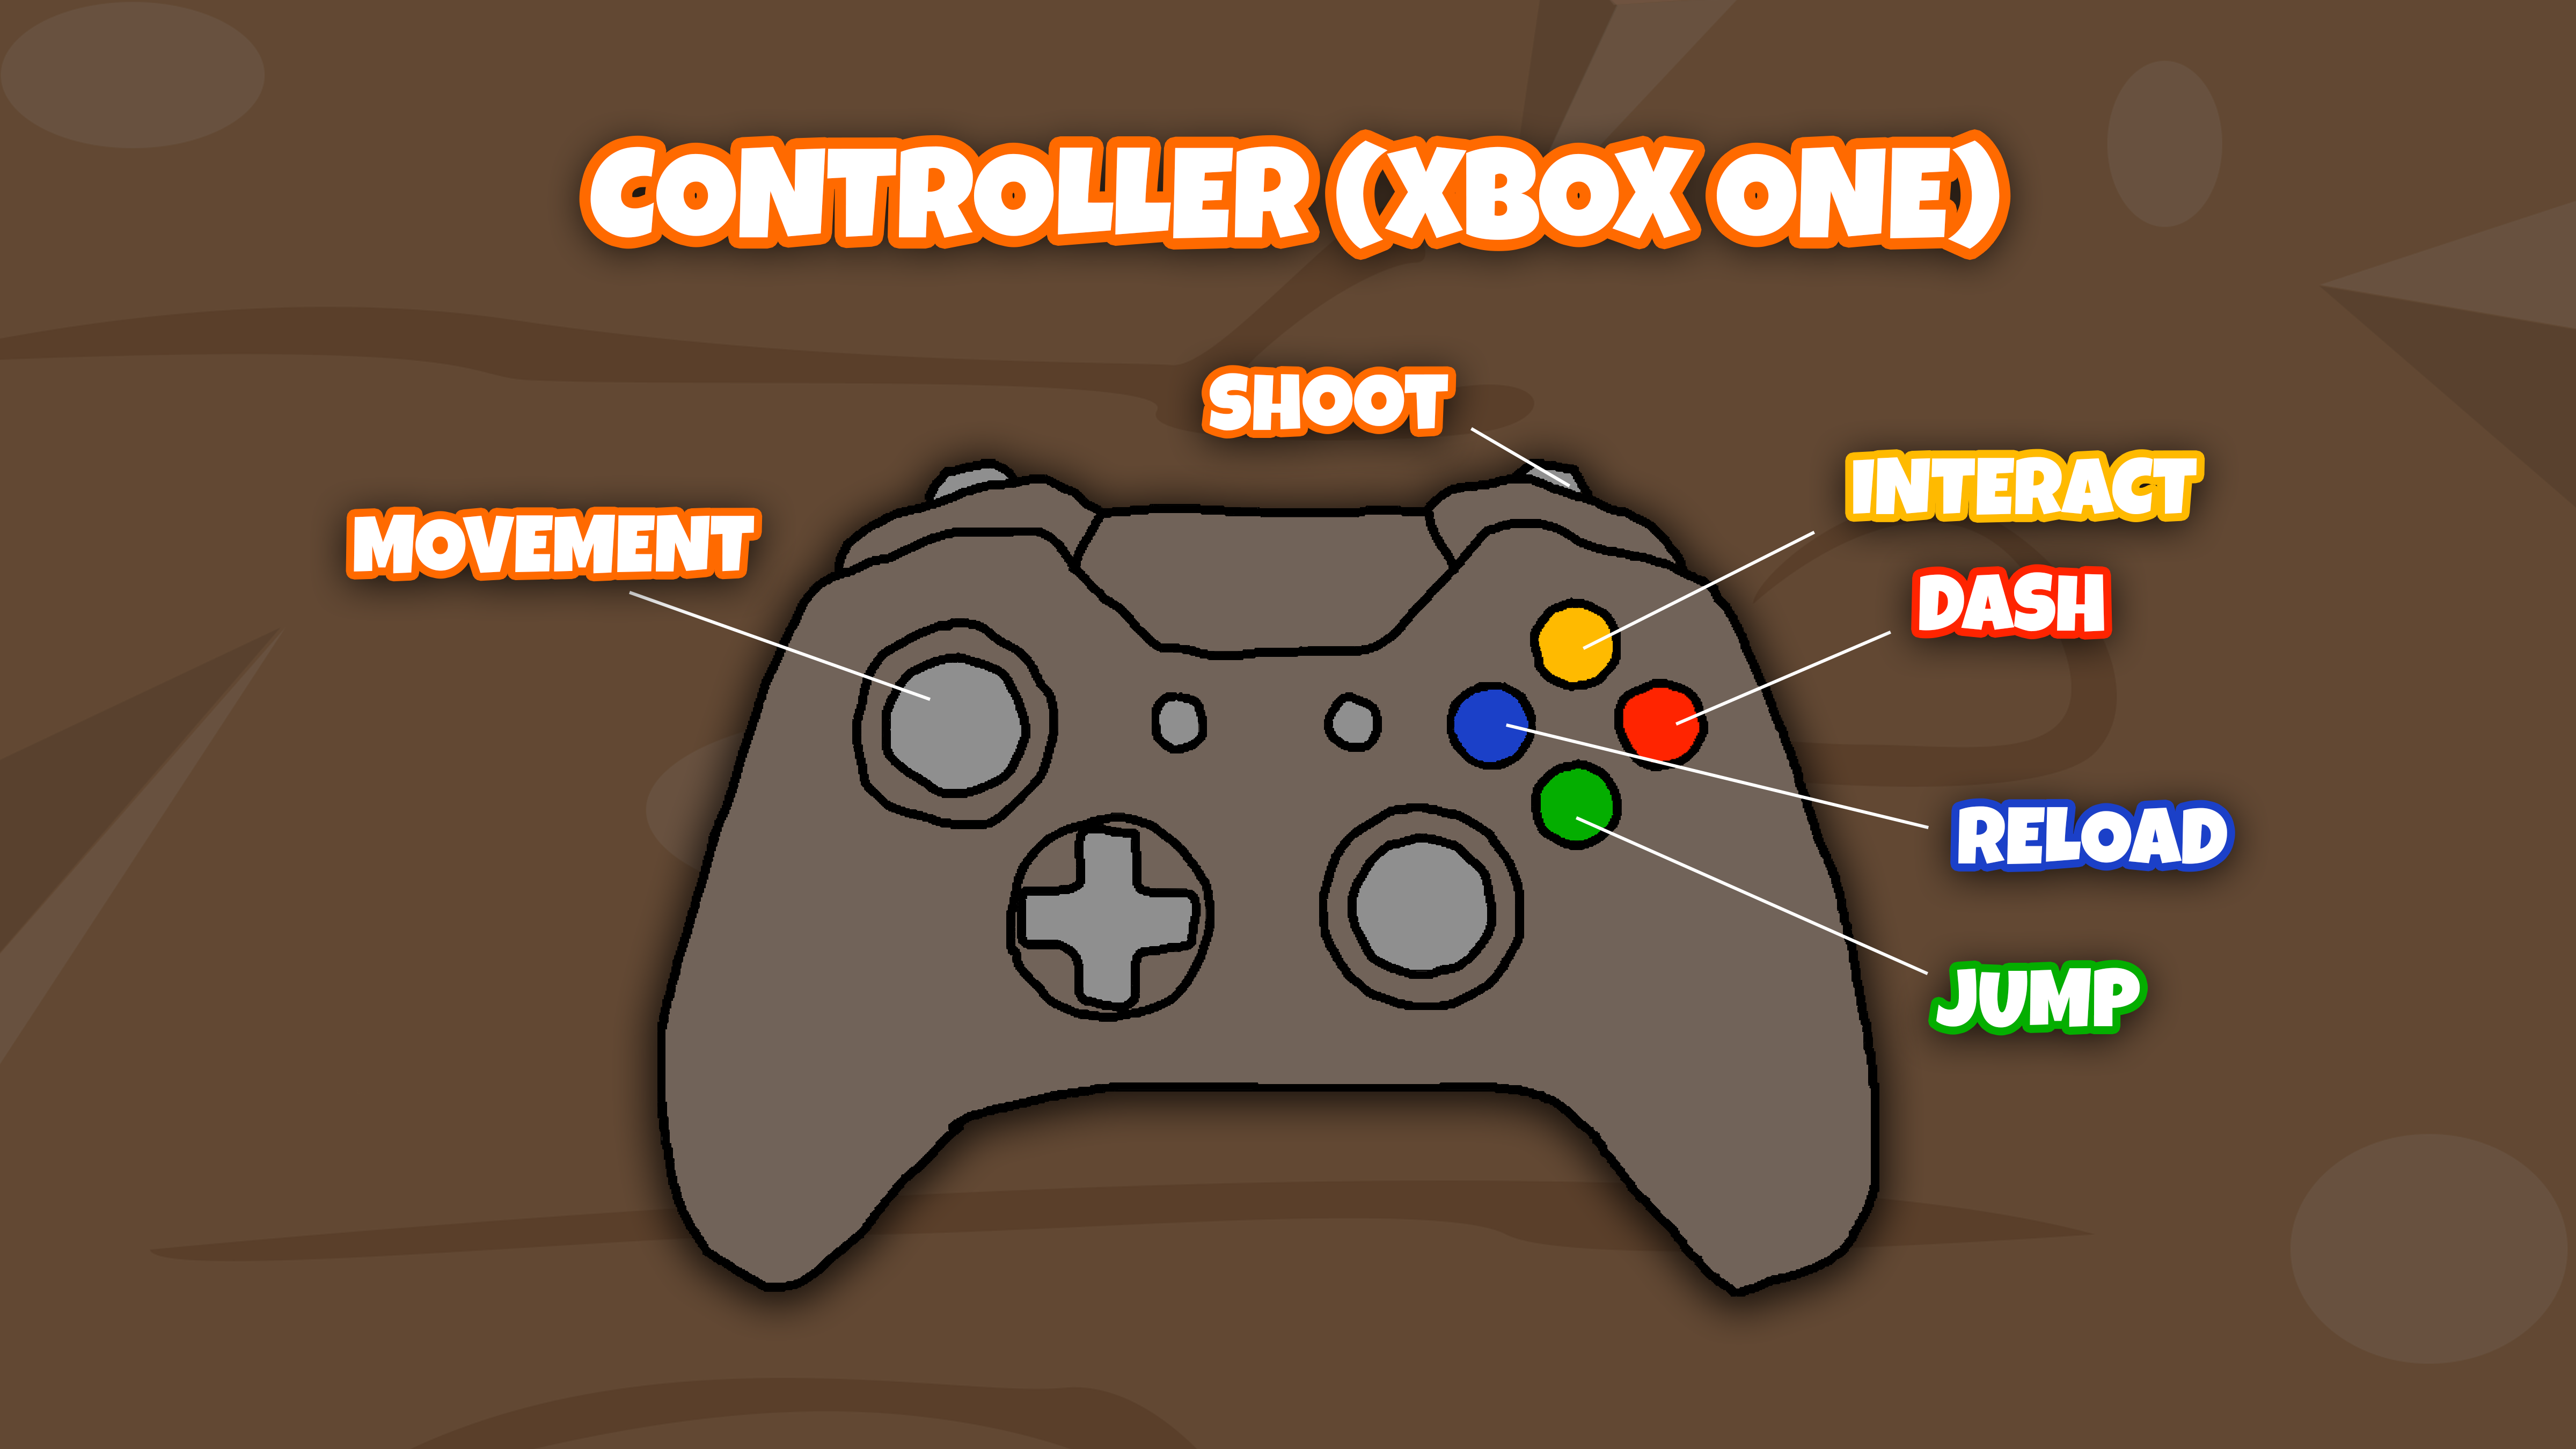 CONTROLLER (XBOX ONE)
SHOOT
INTERACT
MOVEMENT
DASH
RELOAD
JUMP